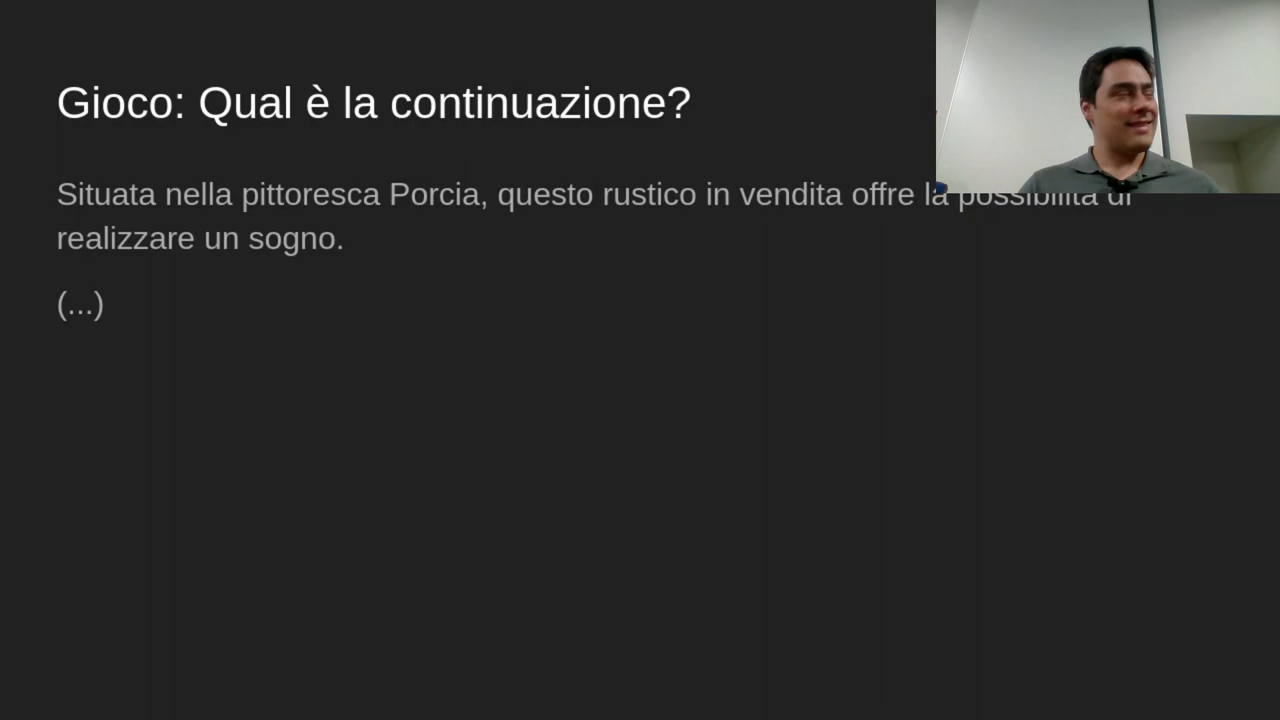 Gioco: Qual è la continuazione?
Situata nella pittoresca Porcia, questo rustico in vendita offre la possibilità di
realizzare un sogno.
(...)